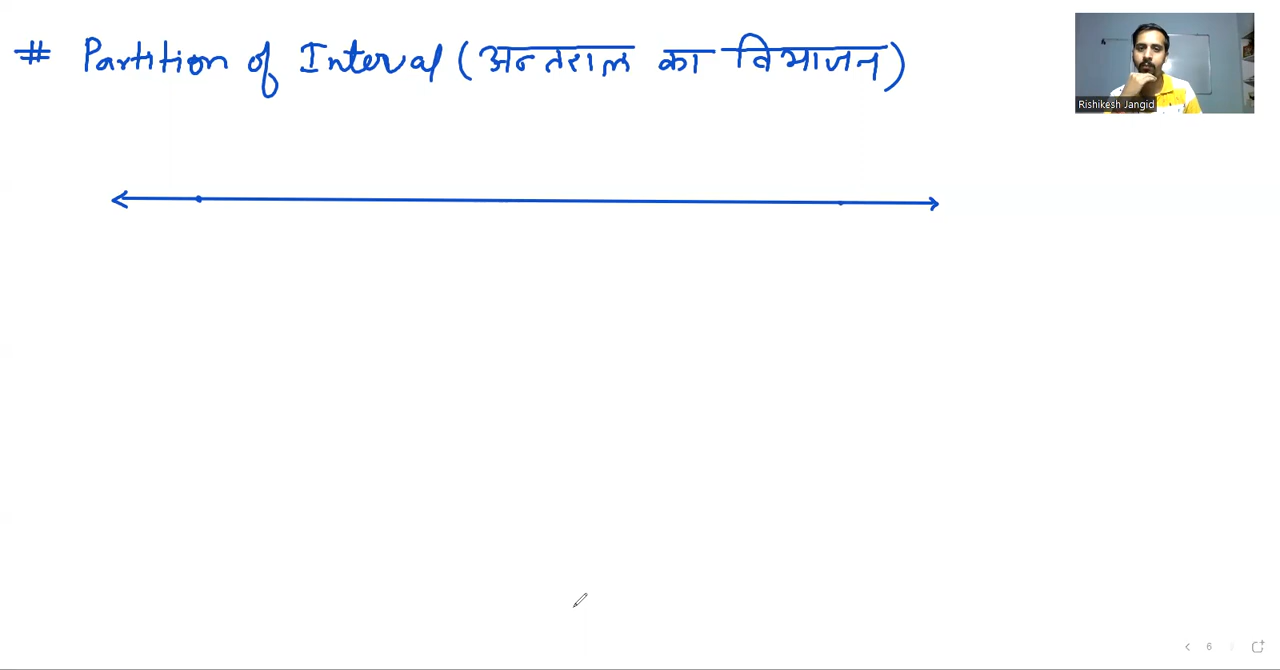 # Partition of Interval (अन्तराल का विभाजन)
Rishikesh Jangid
6